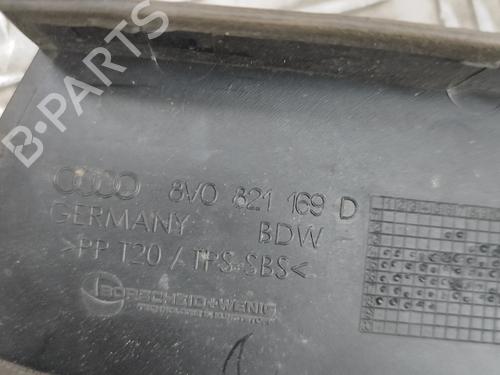 B-PARTS
8V0 821 169 D
GERMANY BDW
>PP T20 / TPS-SBS<
BORSCHEID+WENIG